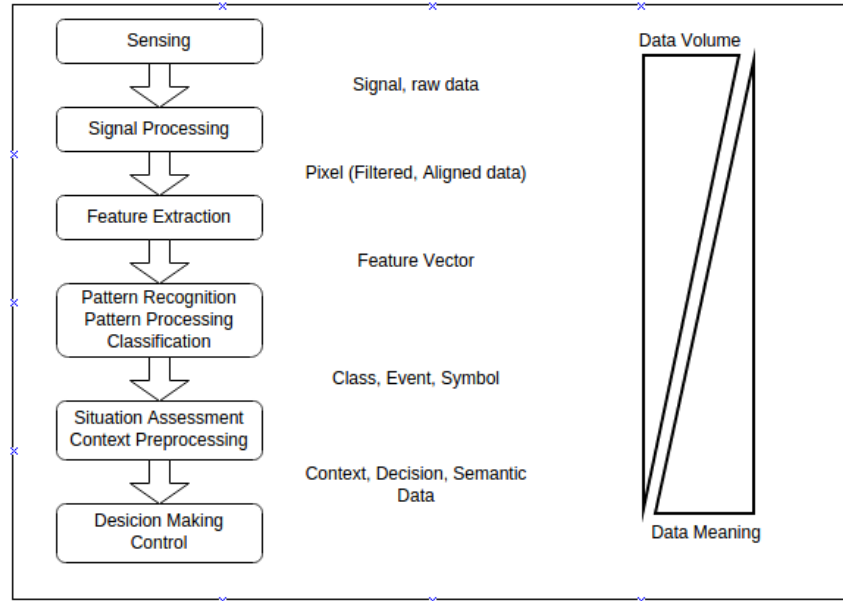 Sensing
Data Volume
Signal, raw data
Signal Processing
Pixel (Filtered, Aligned data)
Feature Extraction
Feature Vector
Pattern Recognition
Pattern Processing
Classification
Class, Event, Symbol
Situation Assessment
Context Preprocessing
Context, Decision, Semantic
Data
Desicion Making
Control
Data Meaning